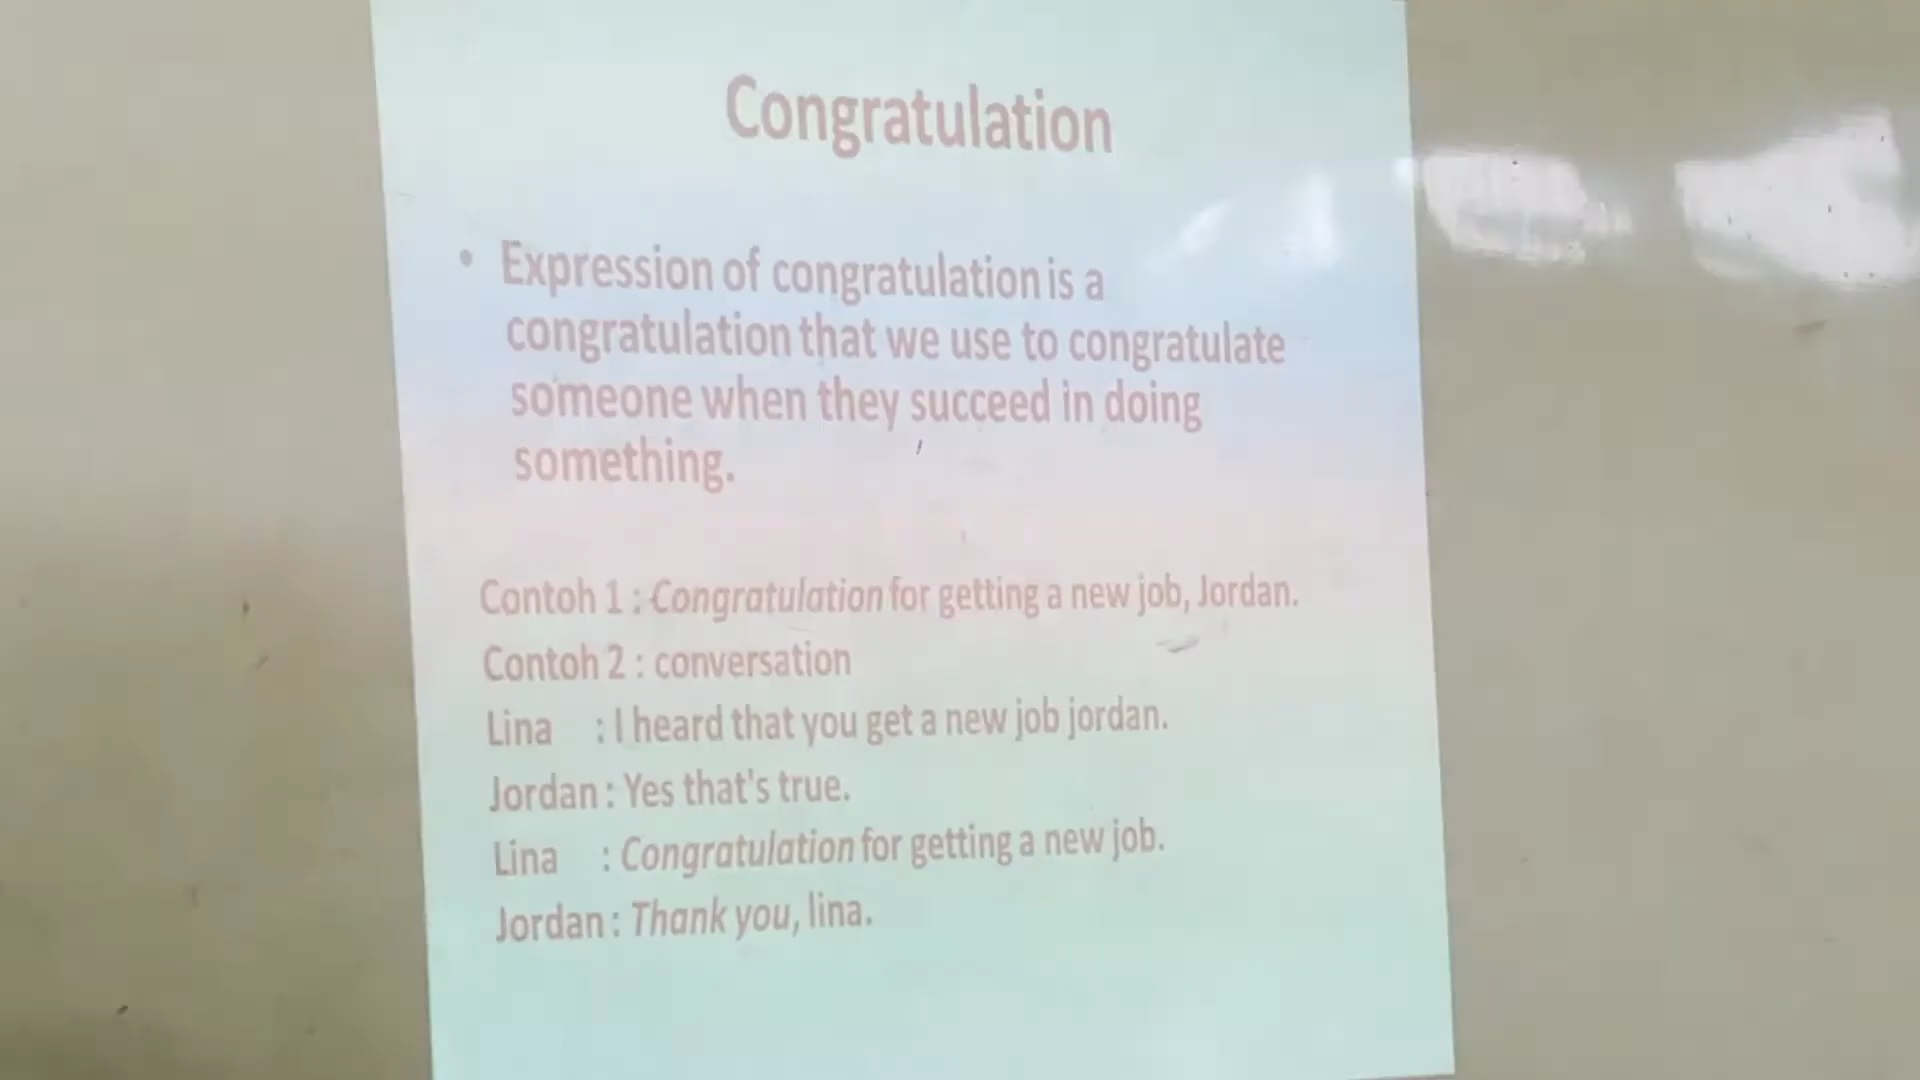 Congratulation
• Expression of congratulation is a
congratulation that we use to congratulate
someone when they succeed in doing
something.
Contoh 1 : Congratulation for getting a new job, Jordan.
Contoh 2 : conversation
Lina : I heard that you get a new job jordan.
Jordan : Yes that's true.
Lina : Congratulation for getting a new job.
Jordan : Thank you, lina.